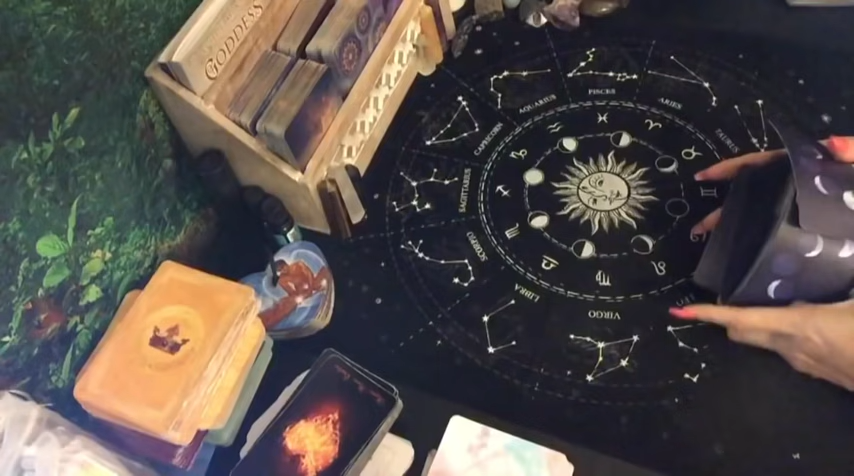 GODDESS
PISCES
AQUARIUS
ARIES
CAPRICORN
TAURUS
SAGITTARIUS
SCORPIO
LIBRA
VIRGO